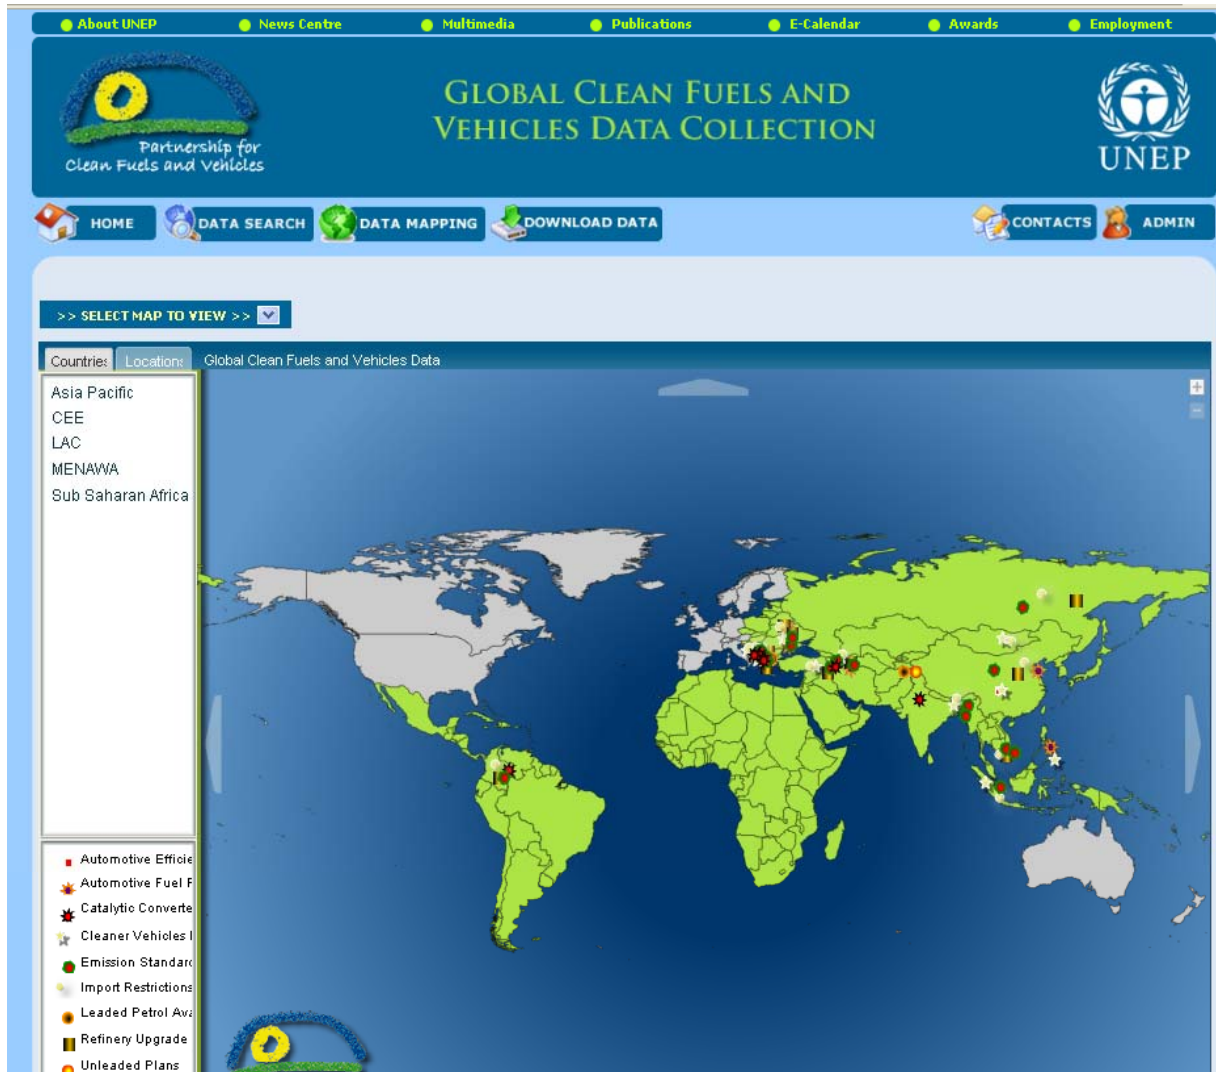 About UNEP
News Centre
Multimedia
Publications
E-Calendar
Awards
Employment
Partnership for
Clean Fuels and Vehicles
GLOBAL CLEAN FUELS AND
VEHICLES DATA COLLECTION
UNEP
HOME
DATA SEARCH
DATA MAPPING
DOWNLOAD DATA
CONTACTS
ADMIN
>> SELECT MAP TO VIEW >>
Countries
Locations
Global Clean Fuels and Vehicles Data
Asia Pacific
CEE
LAC
MENAWA
Sub Saharan Africa
Automotive Efficie
Automotive Fuel F
Catalytic Converte
Cleaner Vehicles I
Emission Standard
Import Restrictions
Leaded Petrol Ava
Refinery Upgrade
Unleaded Plans